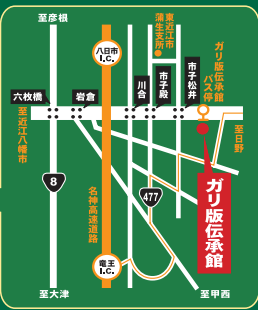 至彦根
東近江市
蒲生支所
八日市
I.C.
ガリ版伝承館
バス停
六枚橋
岩倉
川合
市子殿
市子松井
至近江八幡市
至日野
8
名神高速道路
477
ガリ版伝承館
竜王
I.C.
至大津
至甲西